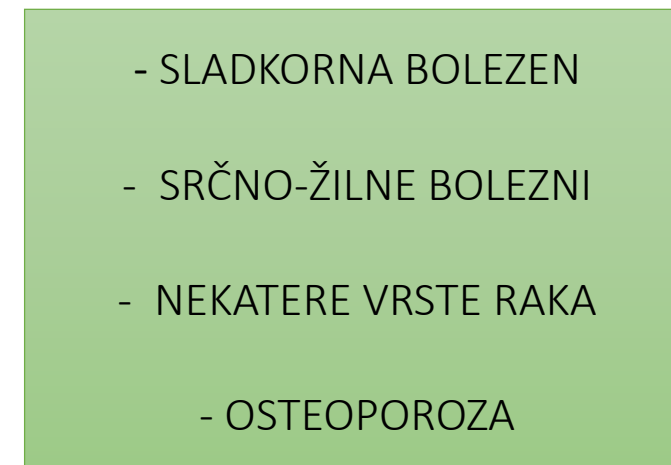 - SLADKORNA BOLEZEN
- SRČNO-ŽILNE BOLEZNI
- NEKATERE VRSTE RAKA
- OSTEOPOROZA